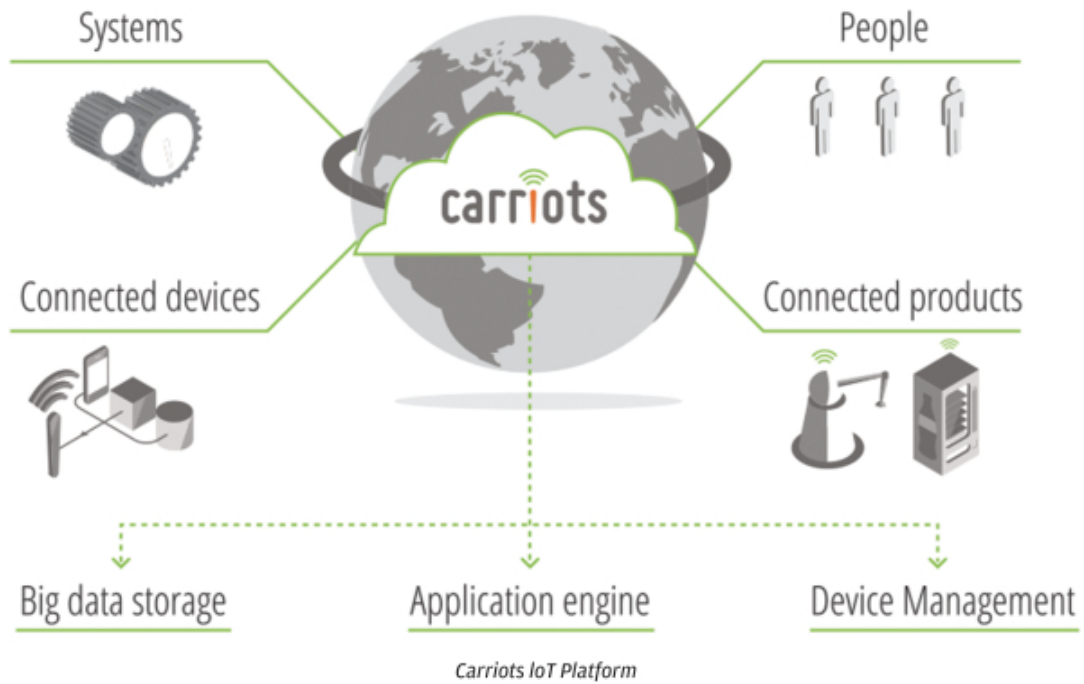 Systems
People
carriots
Connected devices
Connected products
Big data storage
Application engine
Device Management
Carriots IoT Platform